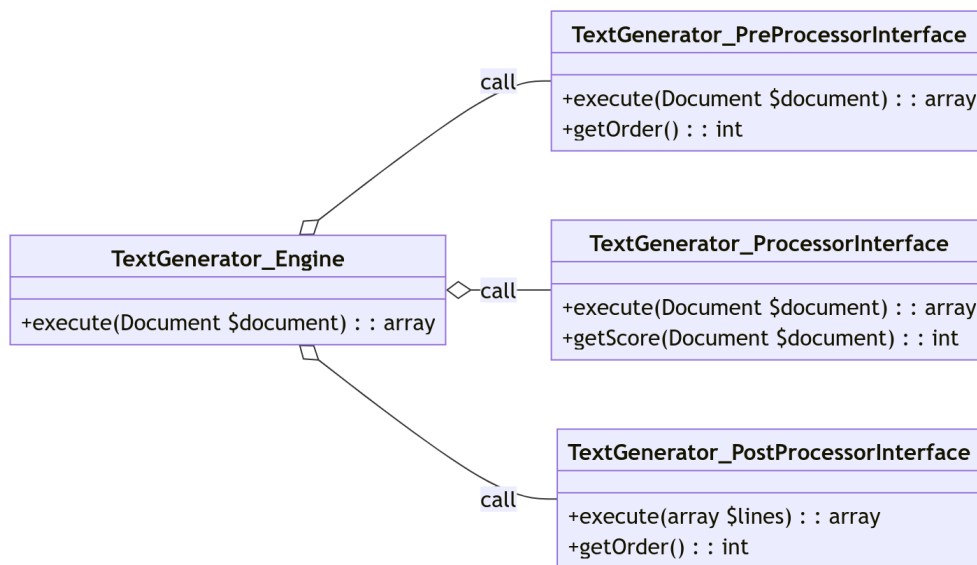 TextGenerator_PreProcessorInterface
call
+execute(Document $document) : : array
+getOrder() : : int
TextGenerator_ProcessorInterface
TextGenerator_Engine
call
+execute(Document $document) : : array
+execute(Document $document) : : array
+getScore(Document $document) : : int
TextGenerator_PostProcessorInterface
call
+execute(array $lines) : : array
+getOrder() : : int